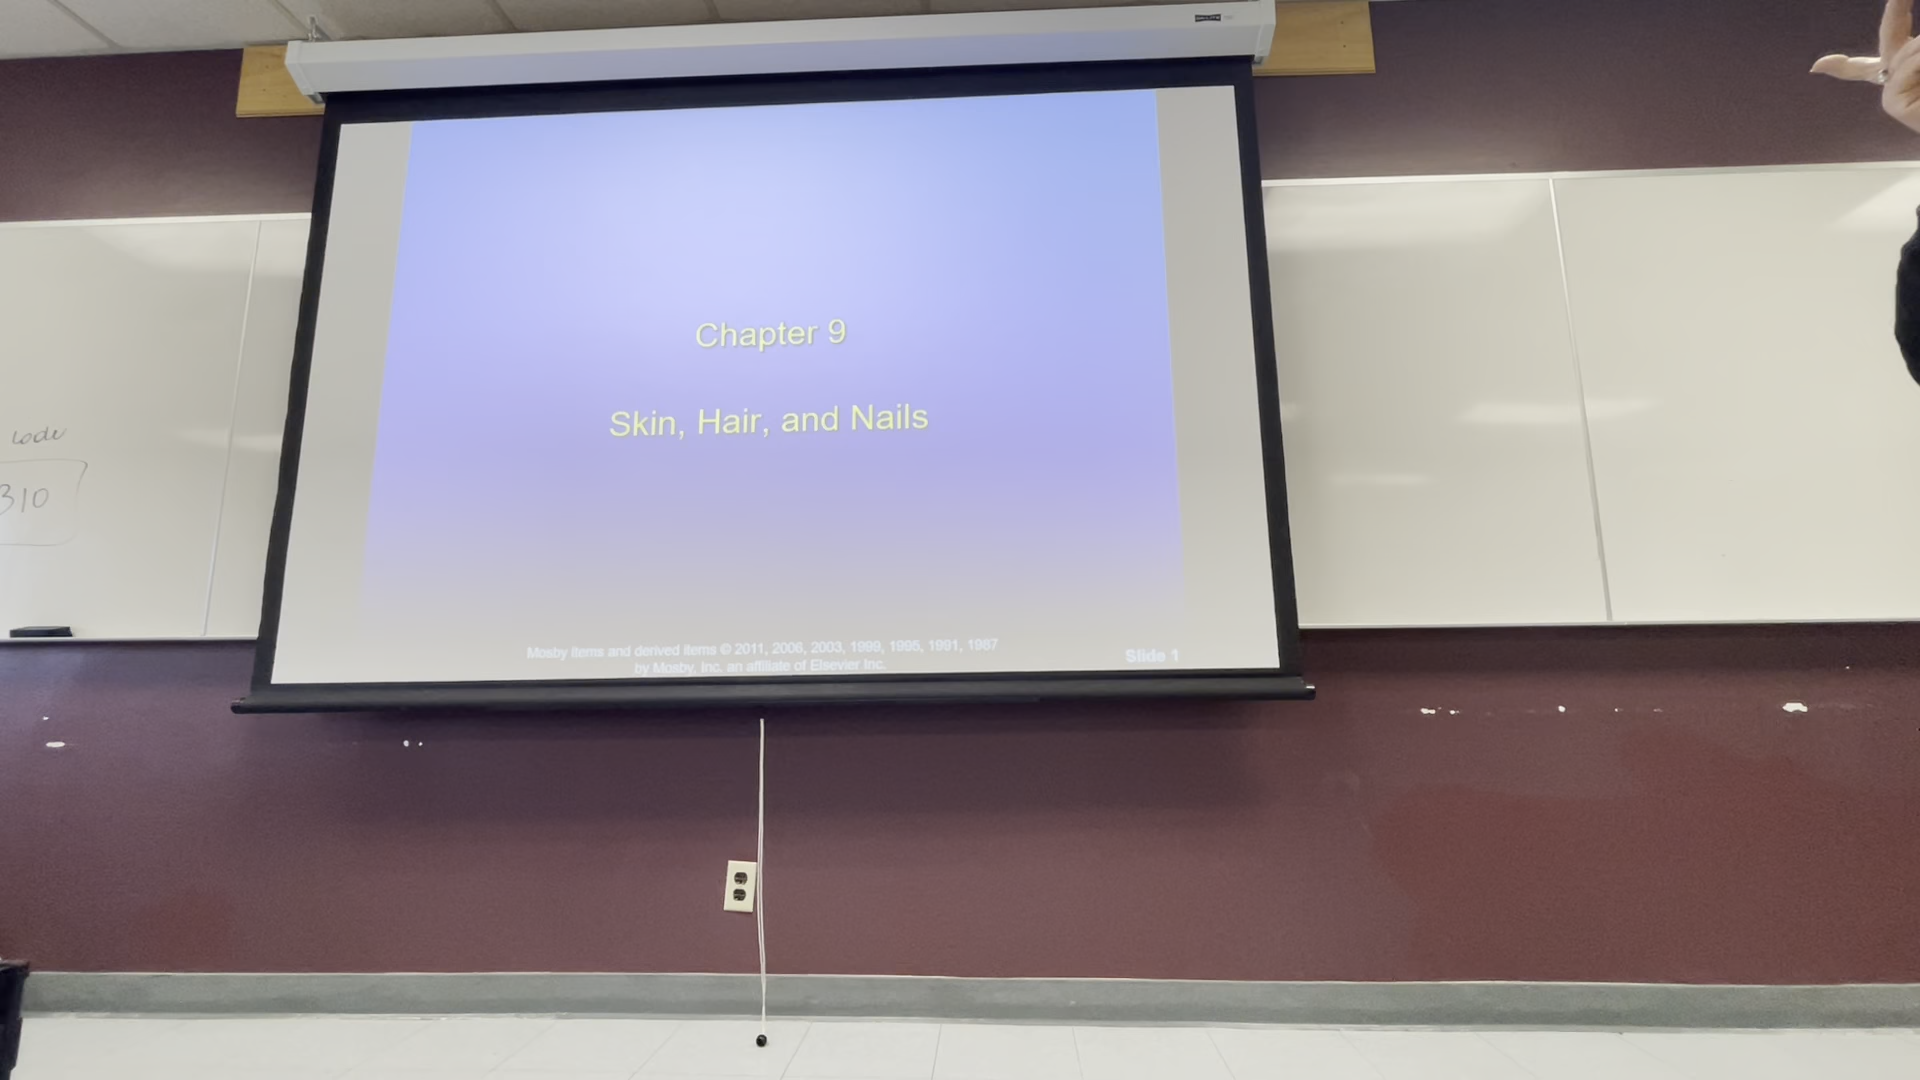 Chapter 9
Skin, Hair, and Nails
Mosby items and derived items © 2011, 2006, 2003, 1999, 1995, 1991, 1987
by Mosby, Inc. an affiliate of Elsevier Inc.
Slide 1
code
310